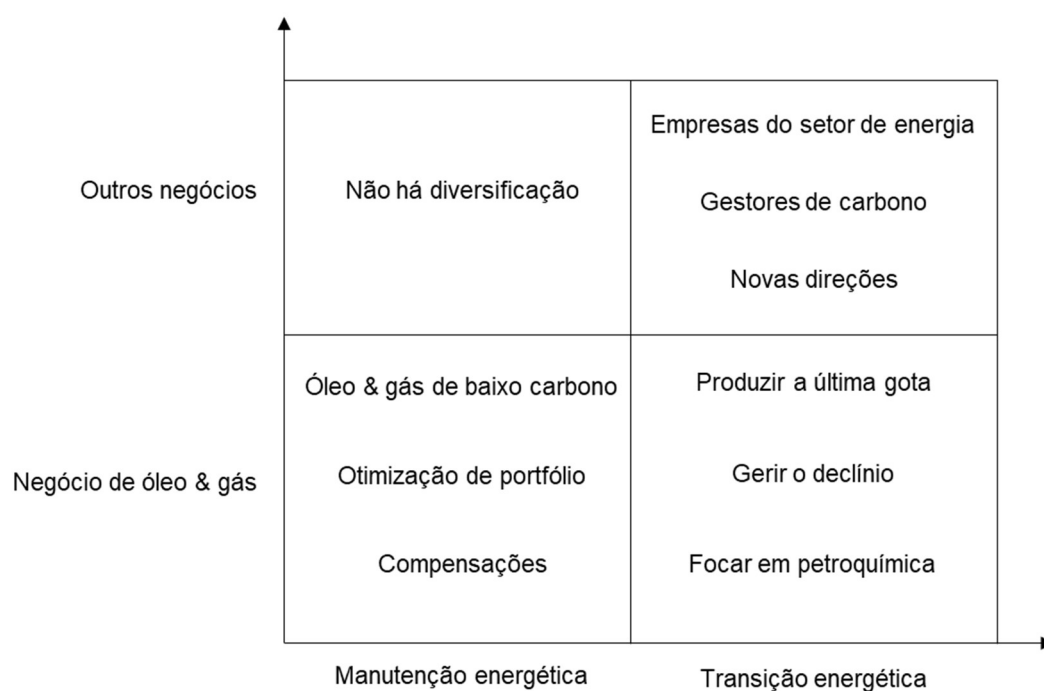 Empresas do setor de energia
Outros negócios
Não há diversificação
Gestores de carbono
Novas direções
Óleo & gás de baixo carbono
Produzir a última gota
Negócio de óleo & gás
Otimização de portfólio
Gerir o declínio
Compensações
Focar em petroquímica
Manutenção energética
Transição energética